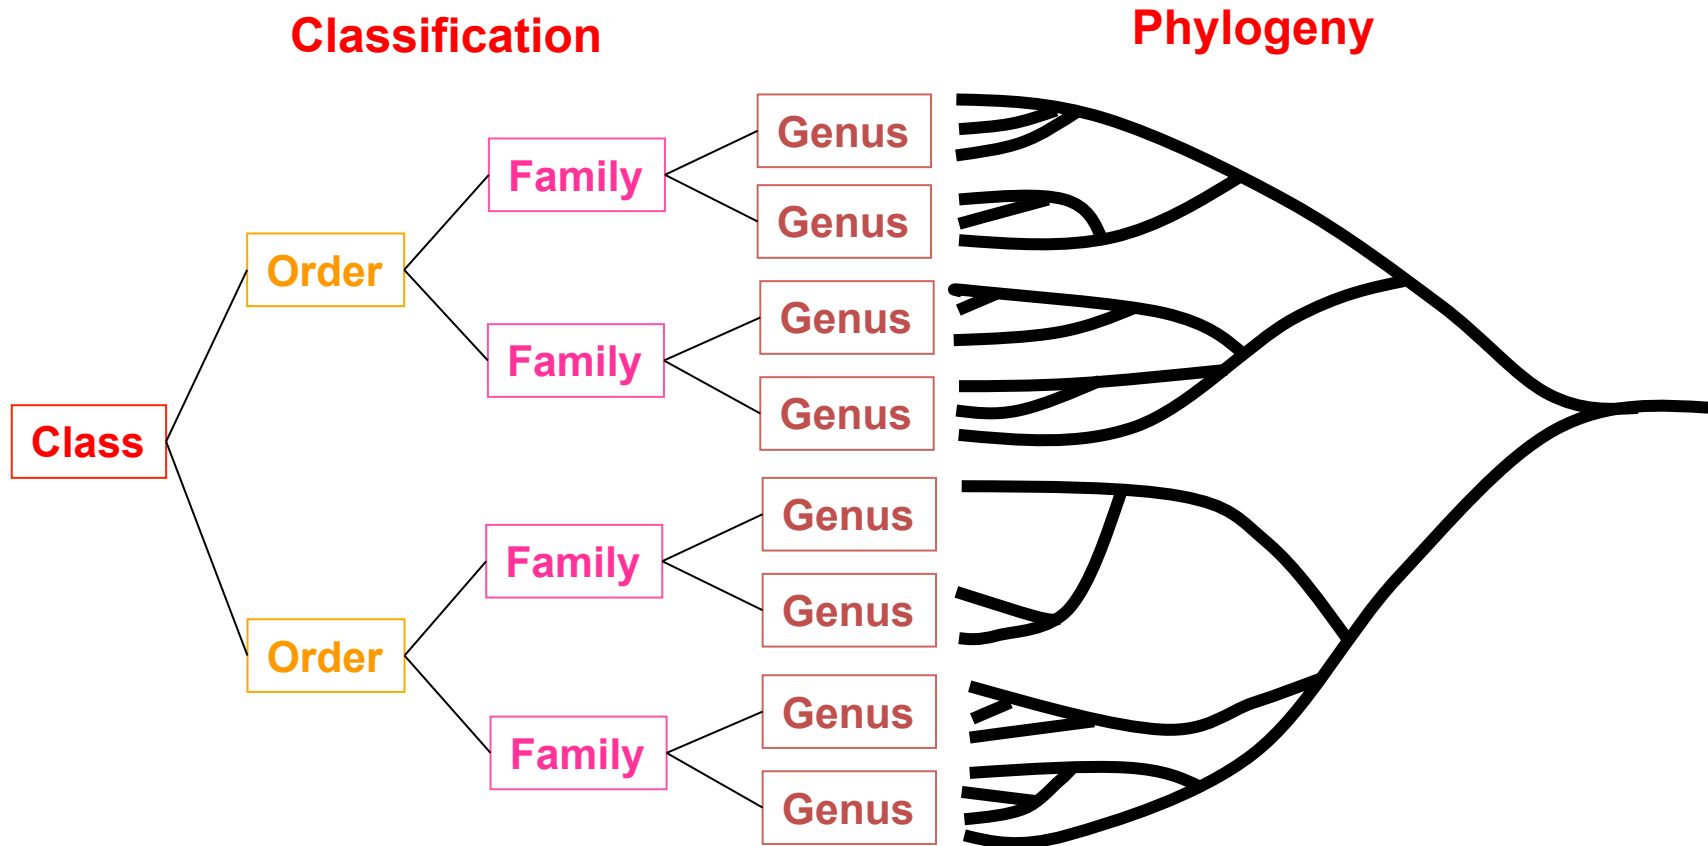 Classification
Phylogeny
Class
Order
Order
Family
Family
Family
Family
Genus
Genus
Genus
Genus
Genus
Genus
Genus
Genus